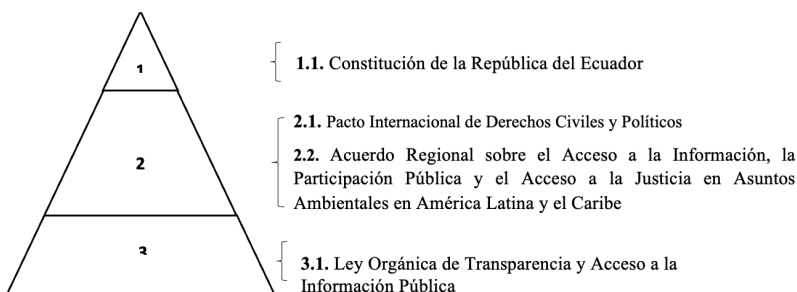 1
1.1. Constitución de la República del Ecuador
2.1. Pacto Internacional de Derechos Civiles y Políticos
2
2.2. Acuerdo Regional sobre el Acceso a la Información, la
Participación Pública y el Acceso a la Justicia en Asuntos
Ambientales en América Latina y el Caribe
3
3.1. Ley Orgánica de Transparencia y Acceso a la
Información Pública